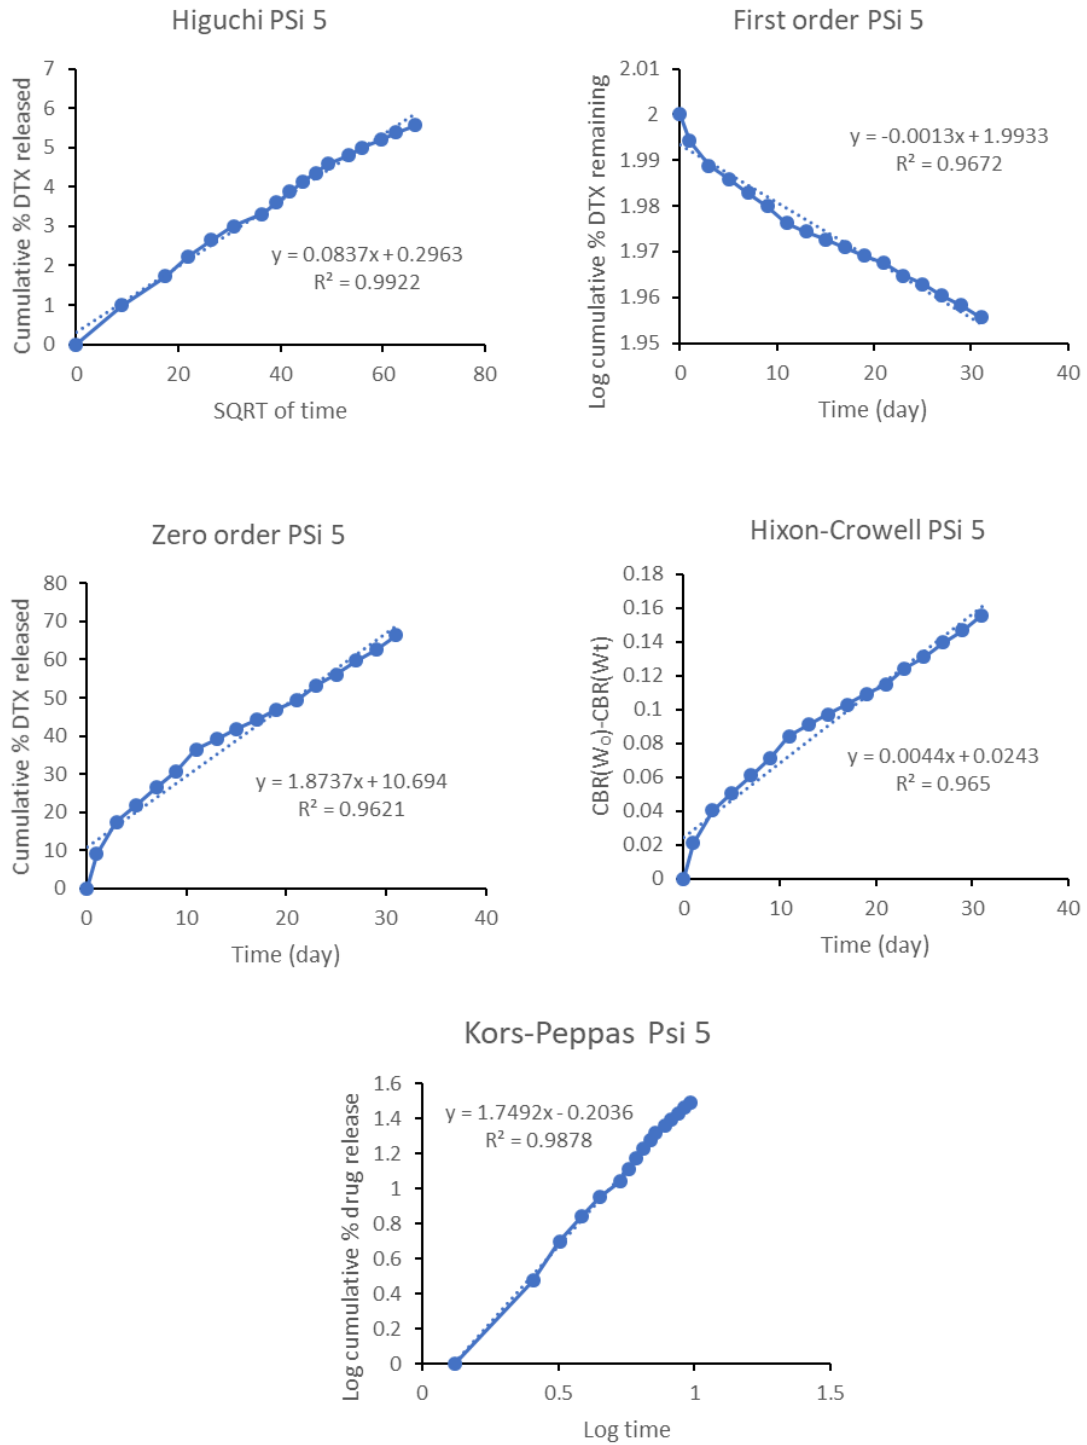 Higuchi PSi 5
7
6
5
4
3
2
1
0
Cumulative % DTX released
y = 0.0837x + 0.2963
R² = 0.9922
0 20 40 60 80
SQRT of time
First order PSi 5
2.01
2
1.99
1.98
1.97
1.96
1.95
Log cumulative % DTX remaining
y = -0.0013x + 1.9933
R² = 0.9672
0 10 20 30 40
Time (day)
Zero order PSi 5
80
70
60
50
40
30
20
10
0
Cumulative % DTX released
y = 1.8737x + 10.694
R² = 0.9621
0 10 20 30 40
Time (day)
Hixon-Crowell PSi 5
0.18
0.16
0.14
0.12
0.1
0.08
0.06
0.04
0.02
0
CBR(W₀)-CBR(Wt)
y = 0.0044x + 0.0243
R² = 0.965
0 10 20 30 40
Time (day)
Kors-Peppas Psi 5
1.6
1.4
1.2
1
0.8
0.6
0.4
0.2
0
Log cumulative % drug release
y = 1.7492x - 0.2036
R² = 0.9878
0 0.5 1 1.5
Log time